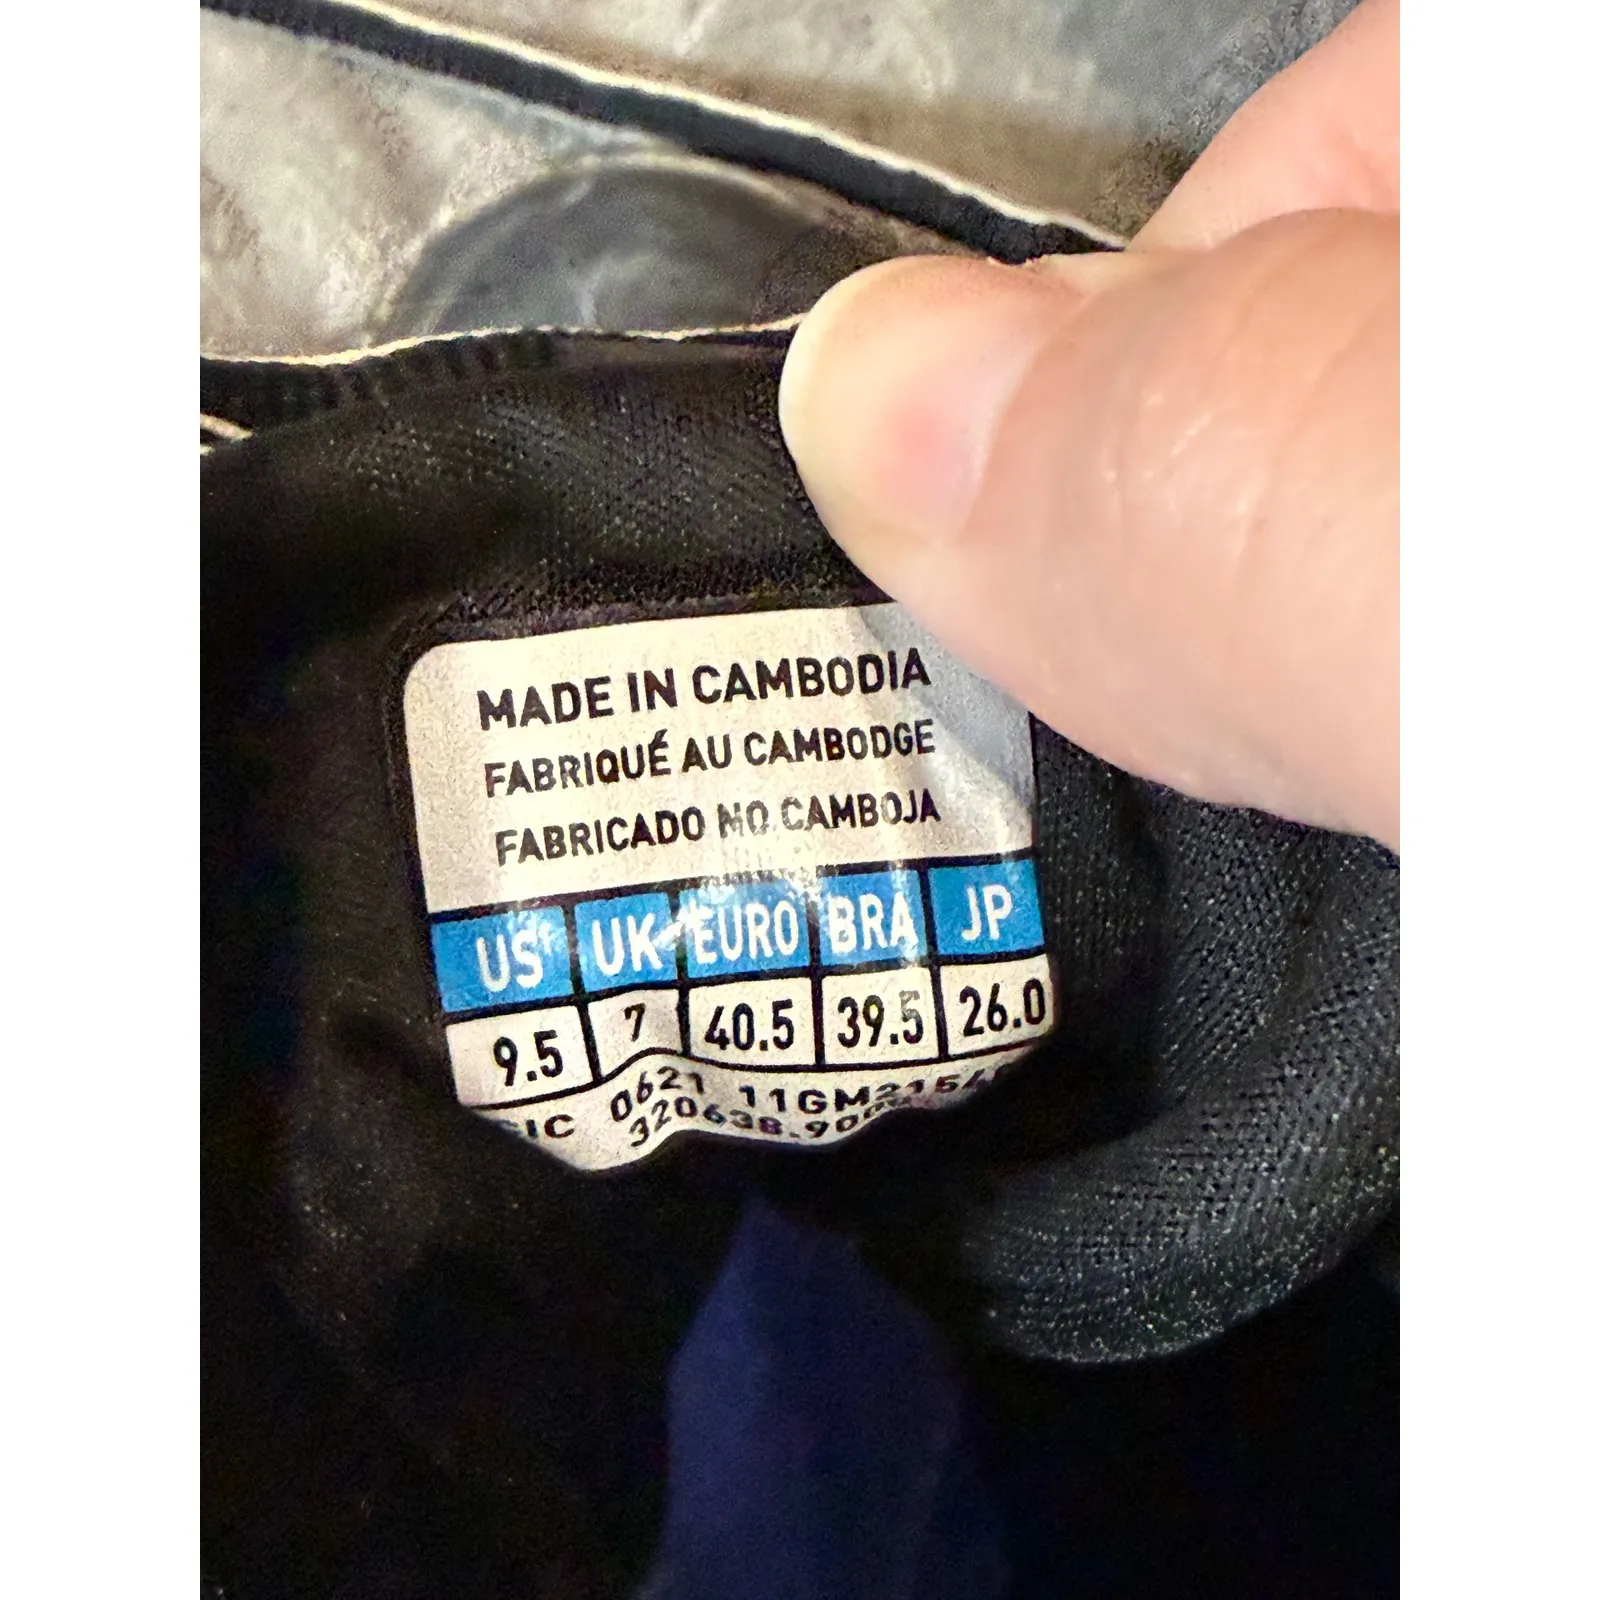 MADE IN CAMBODIA
FABRIQUÉ AU CAMBODGE
FABRICADO NO CAMBOJA
US UK EURO BRA JP
9.5 7 40.5 39.5 26.0
0621